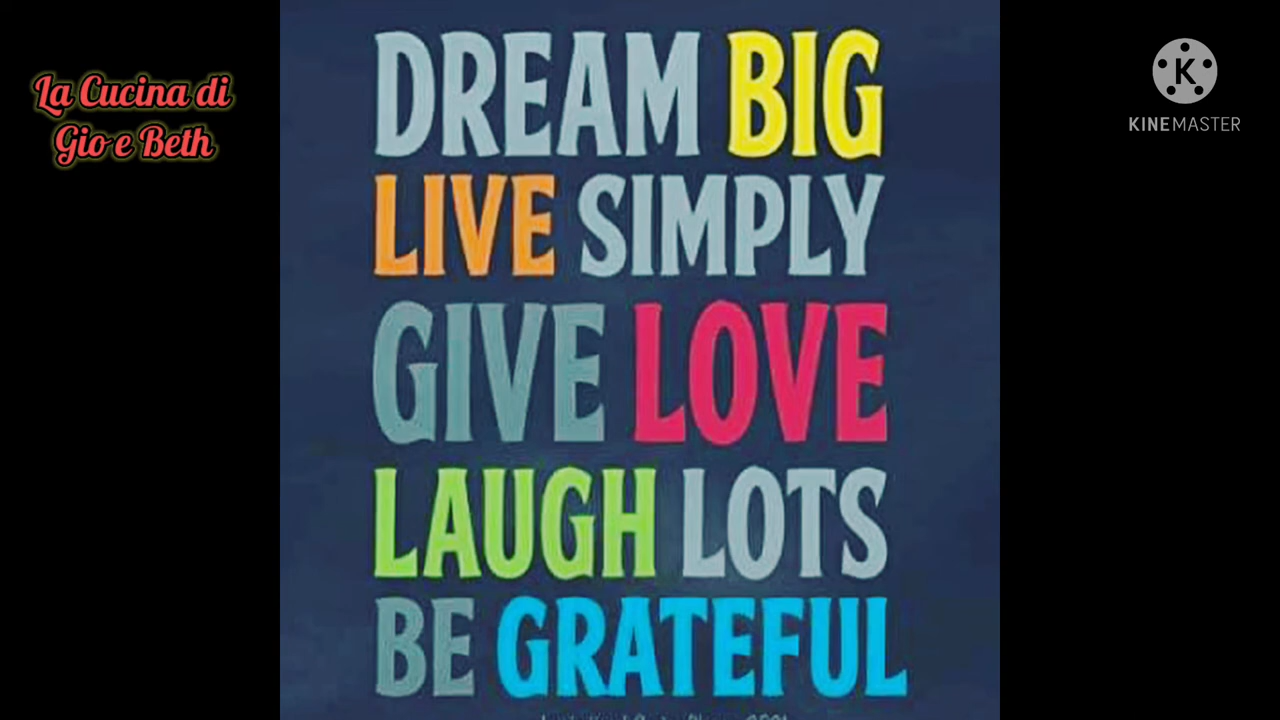 La Cucina di
Gio e Beth
DREAM BIG
LIVE SIMPLY
GIVE LOVE
LAUGH LOTS
BE GRATEFUL
K
KINEMASTER